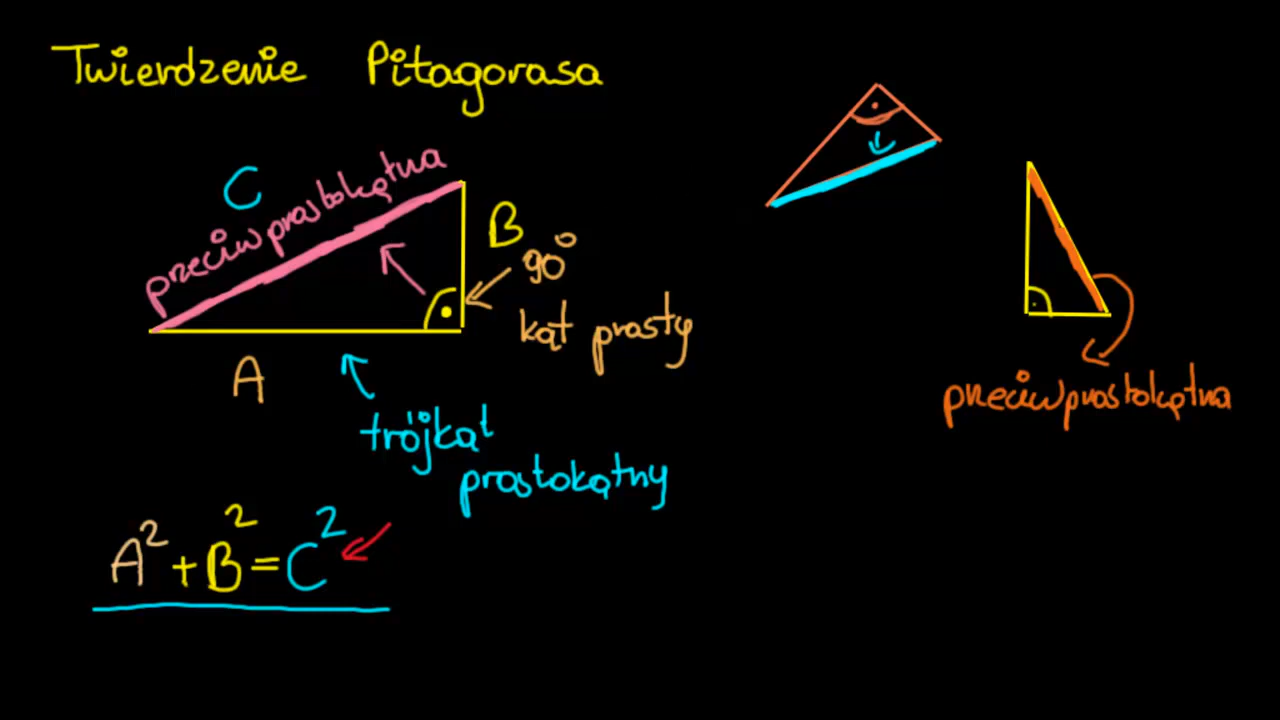 Twierdzenie Pitagorasa
C
przeciwprostokątna
B
90°
kąt prosty
A
trójkąt
prostokątny
przeciwprostokątna
A² + B² = C²